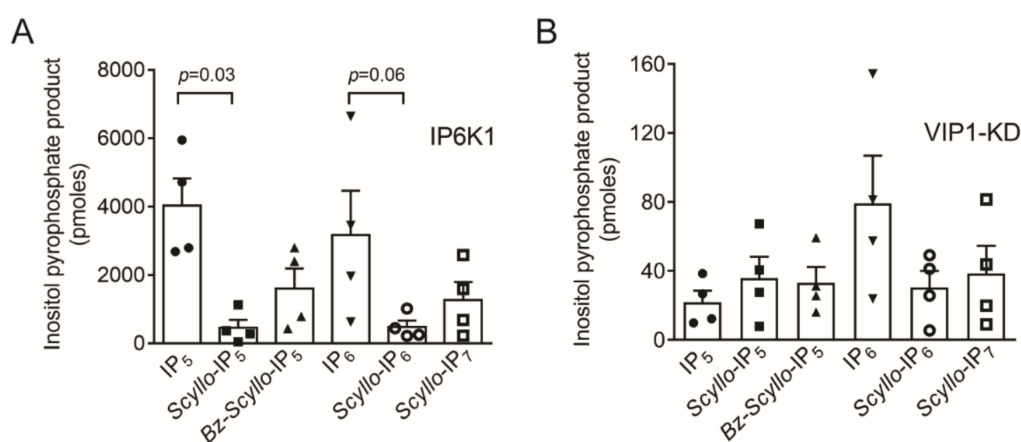 A
Inositol pyrophosphate product
(pmoles)
8000
6000
4000
2000
0
p=0.03
p=0.06
IP6K1
IP5
Scyllo-IP5
Bz-Scyllo-IP5
IP6
Scyllo-IP6
Scyllo-IP7
B
Inositol pyrophosphate product
(pmoles)
160
120
80
40
0
VIP1-KD
IP5
Scyllo-IP5
Bz-Scyllo-IP5
IP6
Scyllo-IP6
Scyllo-IP7